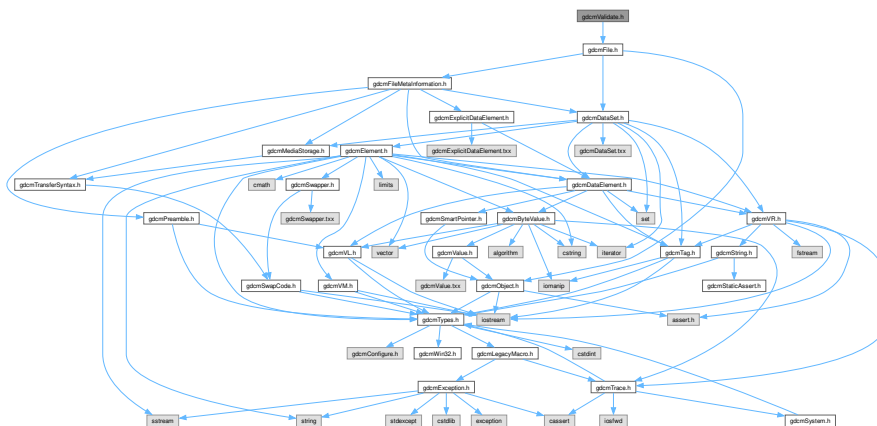 gdcmValidate.h
gdcmFile.h
gdcmFileMetaInformation.h
gdcmExplicitDataElement.h
gdcmDataSet.h
gdcmMediaStorage.h
gdcmElement.h
gdcmExplicitDataElement.txx
gdcmDataSet.txx
gdcmTransferSyntax.h
cmath
gdcmSwapper.h
limits
gdcmDataElement.h
gdcmPreamble.h
gdcmSwapper.txx
gdcmSmartPointer.h
gdcmByteValue.h
set
gdcmVR.h
gdcmVL.h
vector
gdcmValue.h
algorithm
cstring
iterator
gdcmTag.h
gdcmString.h
fstream
gdcmSwapCode.h
gdcmVM.h
gdcmValue.txx
gdcmObject.h
iomanip
gdcmStaticAssert.h
gdcmTypes.h
iostream
assert.h
gdcmConfigure.h
gdcmWin32.h
gdcmLegacyMacro.h
cstdint
gdcmException.h
gdcmTrace.h
sstream
string
stdexcept
cstdlib
exception
cassert
iosfwd
gdcmSystem.h